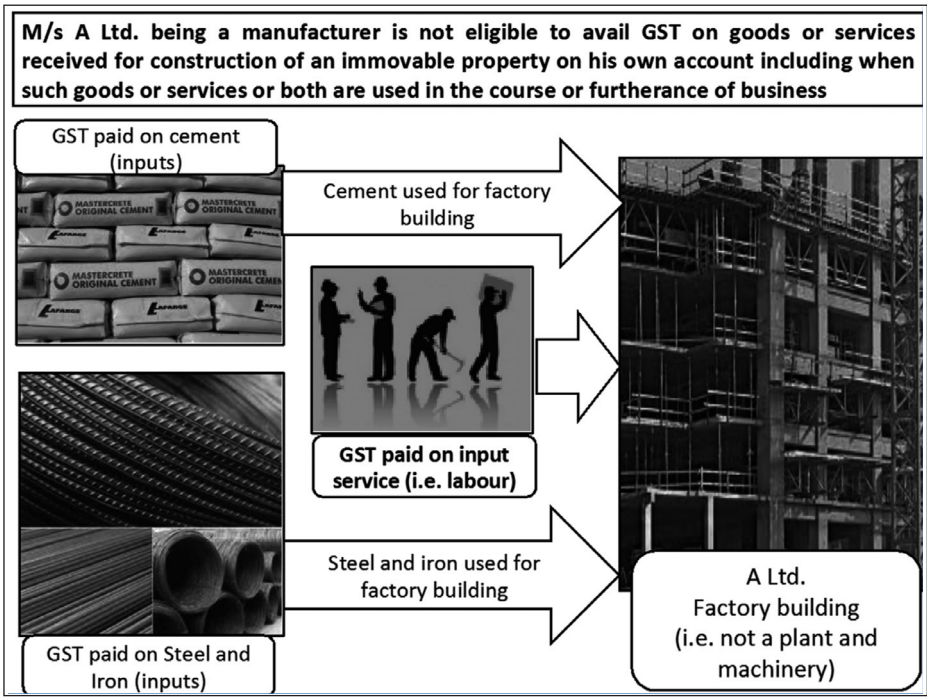 M/s A Ltd. being a manufacturer is not eligible to avail GST on goods or services
received for construction of an immovable property on his own account including when
such goods or services or both are used in the course or furtherance of business
GST paid on cement
(inputs)
MASTERCRETE
ORIGINAL CEMENT
MASTERCRETE
ORIGINAL CEMENT
LAFARGE
LAFARGE
MASTERCRETE
ORIGINAL CEMENT
MASTERCRETE
ORIGINAL CEMEN
LAFARGE
LAFARGE
Cement used for factory
building
GST paid on input
service (i.e. labour)
Steel and iron used for
factory building
GST paid on Steel and
Iron (inputs)
A Ltd.
Factory building
(i.e. not a plant and
machinery)